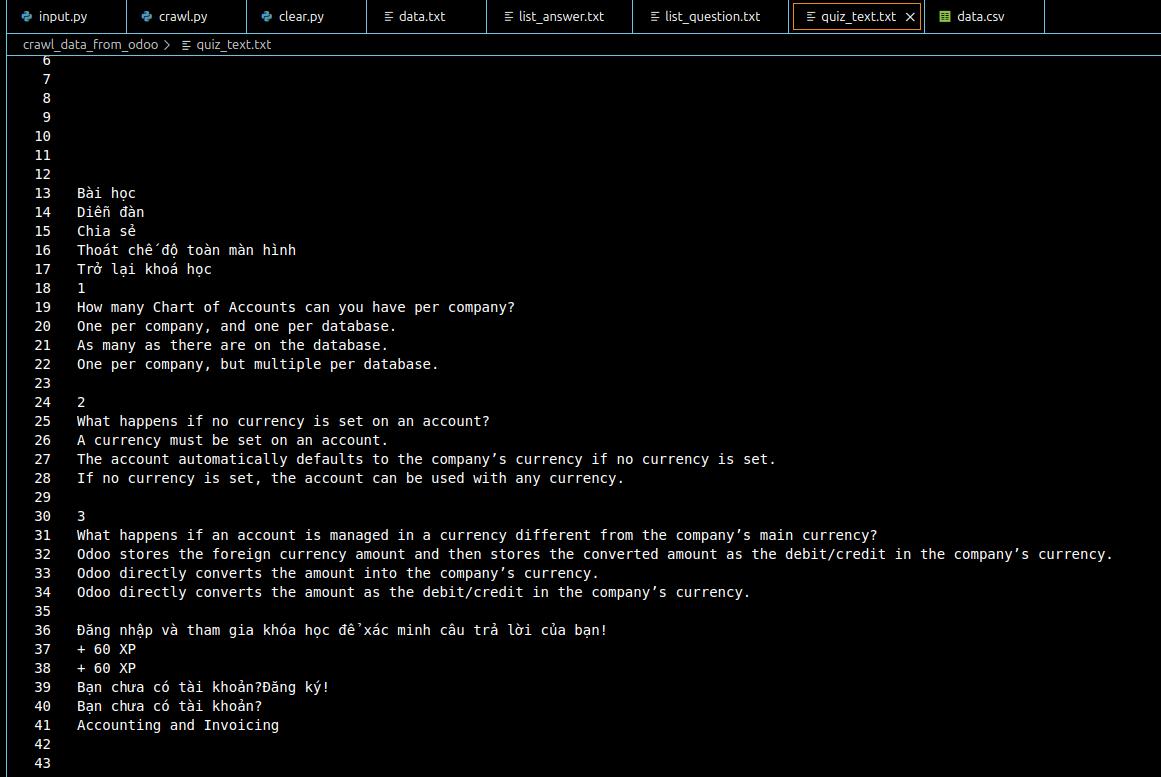 input.py crawl.py clear.py data.txt list_answer.txt list_question.txt quiz_text.txt data.csv
crawl_data_from_odoo > quiz_text.txt
6
7
8
9
10
11
12
13 Bài học
14 Diễn đàn
15 Chia sẻ
16 Thoát chế độ toàn màn hình
17 Trở lại khoá học
18 1
19 How many Chart of Accounts can you have per company?
20 One per company, and one per database.
21 As many as there are on the database.
22 One per company, but multiple per database.
23
24 2
25 What happens if no currency is set on an account?
26 A currency must be set on an account.
27 The account automatically defaults to the company’s currency if no currency is set.
28 If no currency is set, the account can be used with any currency.
29
30 3
31 What happens if an account is managed in a currency different from the company’s main currency?
32 Odoo stores the foreign currency amount and then stores the converted amount as the debit/credit in the company’s currency.
33 Odoo directly converts the amount into the company’s currency.
34 Odoo directly converts the amount as the debit/credit in the company’s currency.
35
36 Đăng nhập và tham gia khóa học để xác minh câu trả lời của bạn!
37 + 60 XP
38 + 60 XP
39 Bạn chưa có tài khoản?Đăng ký!
40 Bạn chưa có tài khoản?
41 Accounting and Invoicing
42
43